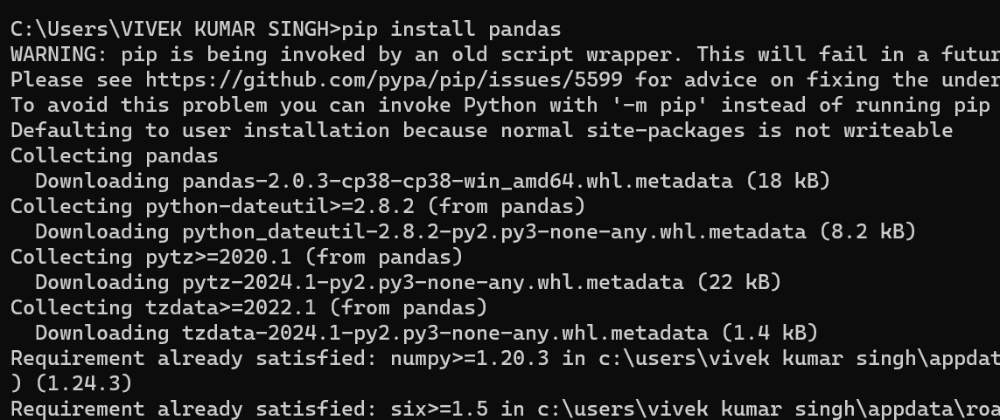 C:\Users\VIVEK KUMAR SINGH>pip install pandas
WARNING: pip is being invoked by an old script wrapper. This will fail in a
Please see https://github.com/pypa/pip/issues/5599 for advice on fixing the
To avoid this problem you can invoke Python with '-m pip' instead of running pip
Defaulting to user installation because normal site-packages is not writeable
Collecting pandas
  Downloading pandas-2.0.3-cp38-cp38-win_amd64.whl.metadata (18 kB)
Collecting python-dateutil>=2.8.2 (from pandas)
  Downloading python_dateutil-2.8.2-py2.py3-none-any.whl.metadata (8.2 kB)
Collecting pytz>=2020.1 (from pandas)
  Downloading pytz-2024.1-py2.py3-none-any.whl.metadata (22 kB)
Collecting tzdata>=2022.1 (from pandas)
  Downloading tzdata-2024.1-py2.py3-none-any.whl.metadata (1.4 kB)
Requirement already satisfied: numpy>=1.20.3 in c:\users\vivek kumar singh\appdat
) (1.24.3)
Requirement already satisfied: six>=1.5 in c:\users\vivek kumar singh\appdata\roa